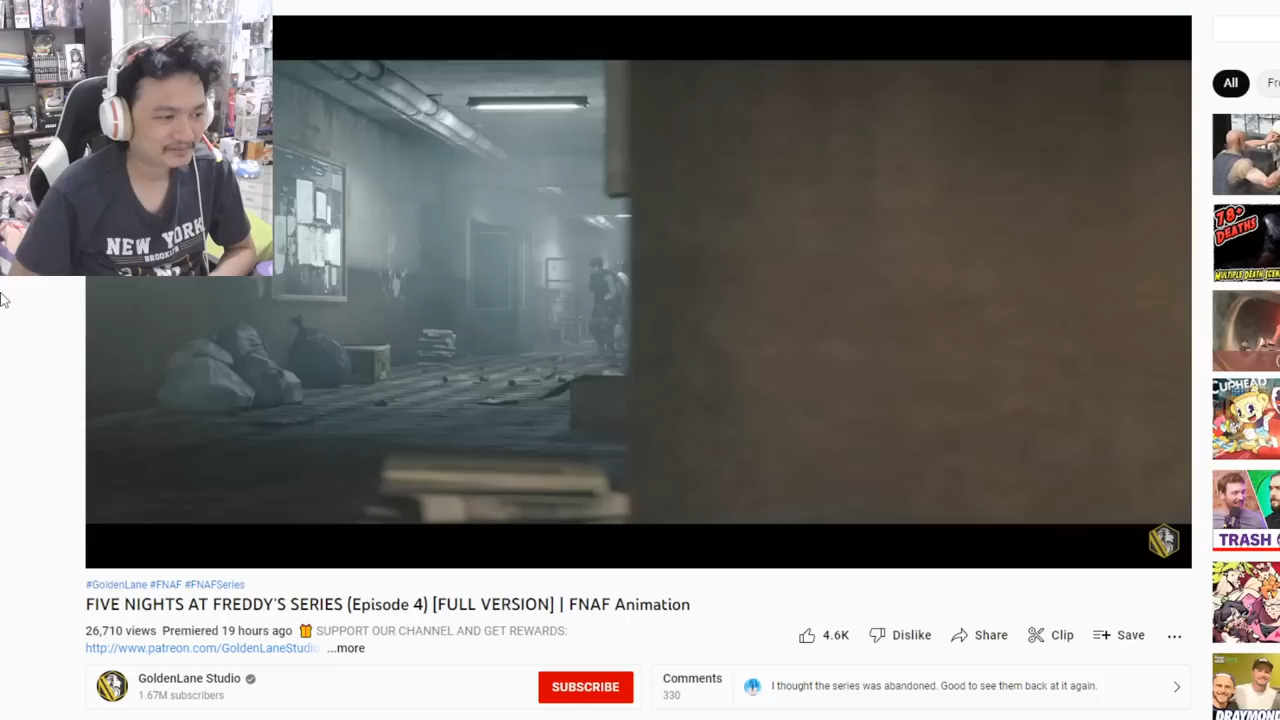 NEW YORK
BROOKLYN
All
78+
DEATHS
CUPHEAD
TRASH
#GoldenLane #FNAF #FNAFSeries
FIVE NIGHTS AT FREDDY'S SERIES (Episode 4) [FULL VERSION] | FNAF Animation
26,710 views Premiered 19 hours ago 🎁 SUPPORT OUR CHANNEL AND GET REWARDS:
http://www.patreon.com/GoldenLaneStudio ...more
4.6K Dislike Share Clip Save
GoldenLane Studio
1.67M subscribers
SUBSCRIBE
Comments
330
I thought the series was abandoned. Good to see them back at it again.